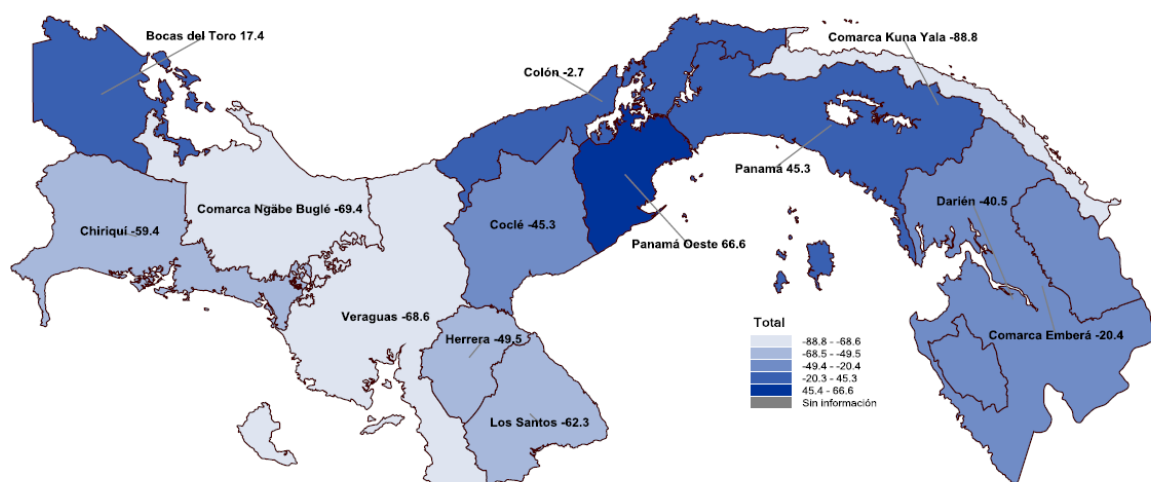 Bocas del Toro 17.4
Comarca Kuna Yala -88.8
Colón -2.7
Panamá 45.3
Comarca Ngäbe Buglé -69.4
Darién -40.5
Chiriquí -59.4
Coclé -45.3
Panamá Oeste 66.6
Veraguas -68.6
Herrera -49.5
Comarca Emberá -20.4
Los Santos -62.3
Total
-88.8 - -68.6
-68.5 - -49.5
-49.4 - -20.4
-20.3 - 45.3
45.4 - 66.6
Sin información